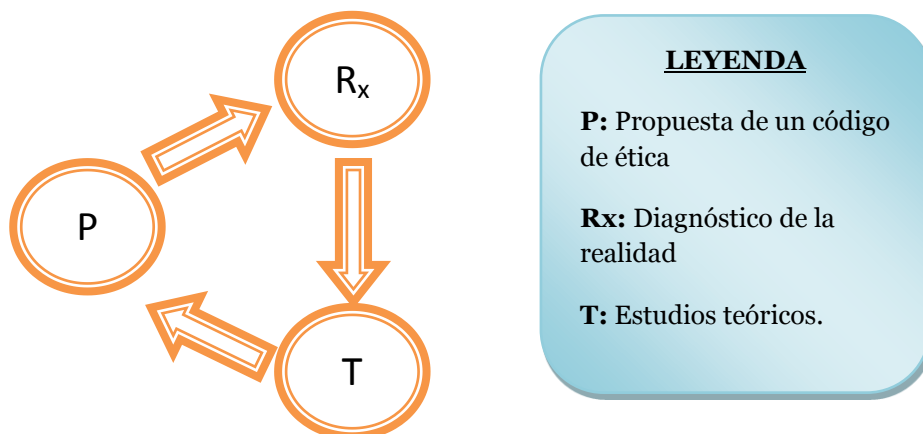 Rx
P
T
LEYENDA
P: Propuesta de un código
de ética
Rx: Diagnóstico de la
realidad
T: Estudios teóricos.